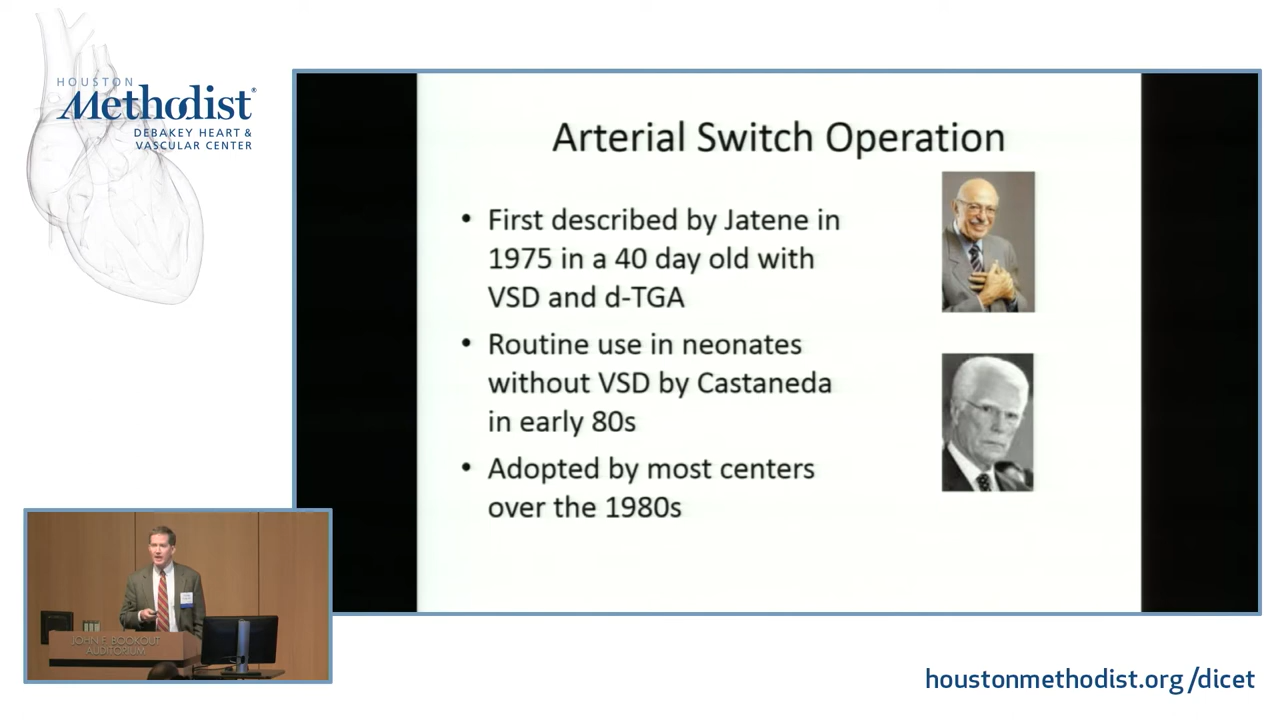 HOUSTON
Methodist®
DEBAKEY HEART &
VASCULAR CENTER
Arterial Switch Operation
• First described by Jatene in
1975 in a 40 day old with
VSD and d-TGA
• Routine use in neonates
without VSD by Castaneda
in early 80s
• Adopted by most centers
over the 1980s
JOHN F. BOOKOUT
AUDITORIUM
houstonmethodist.org/dicet